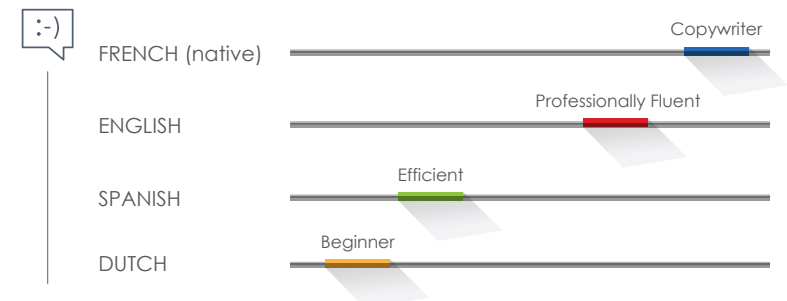 :-)
Copywriter
FRENCH (native)
Professionally Fluent
ENGLISH
Efficient
SPANISH
Beginner
DUTCH